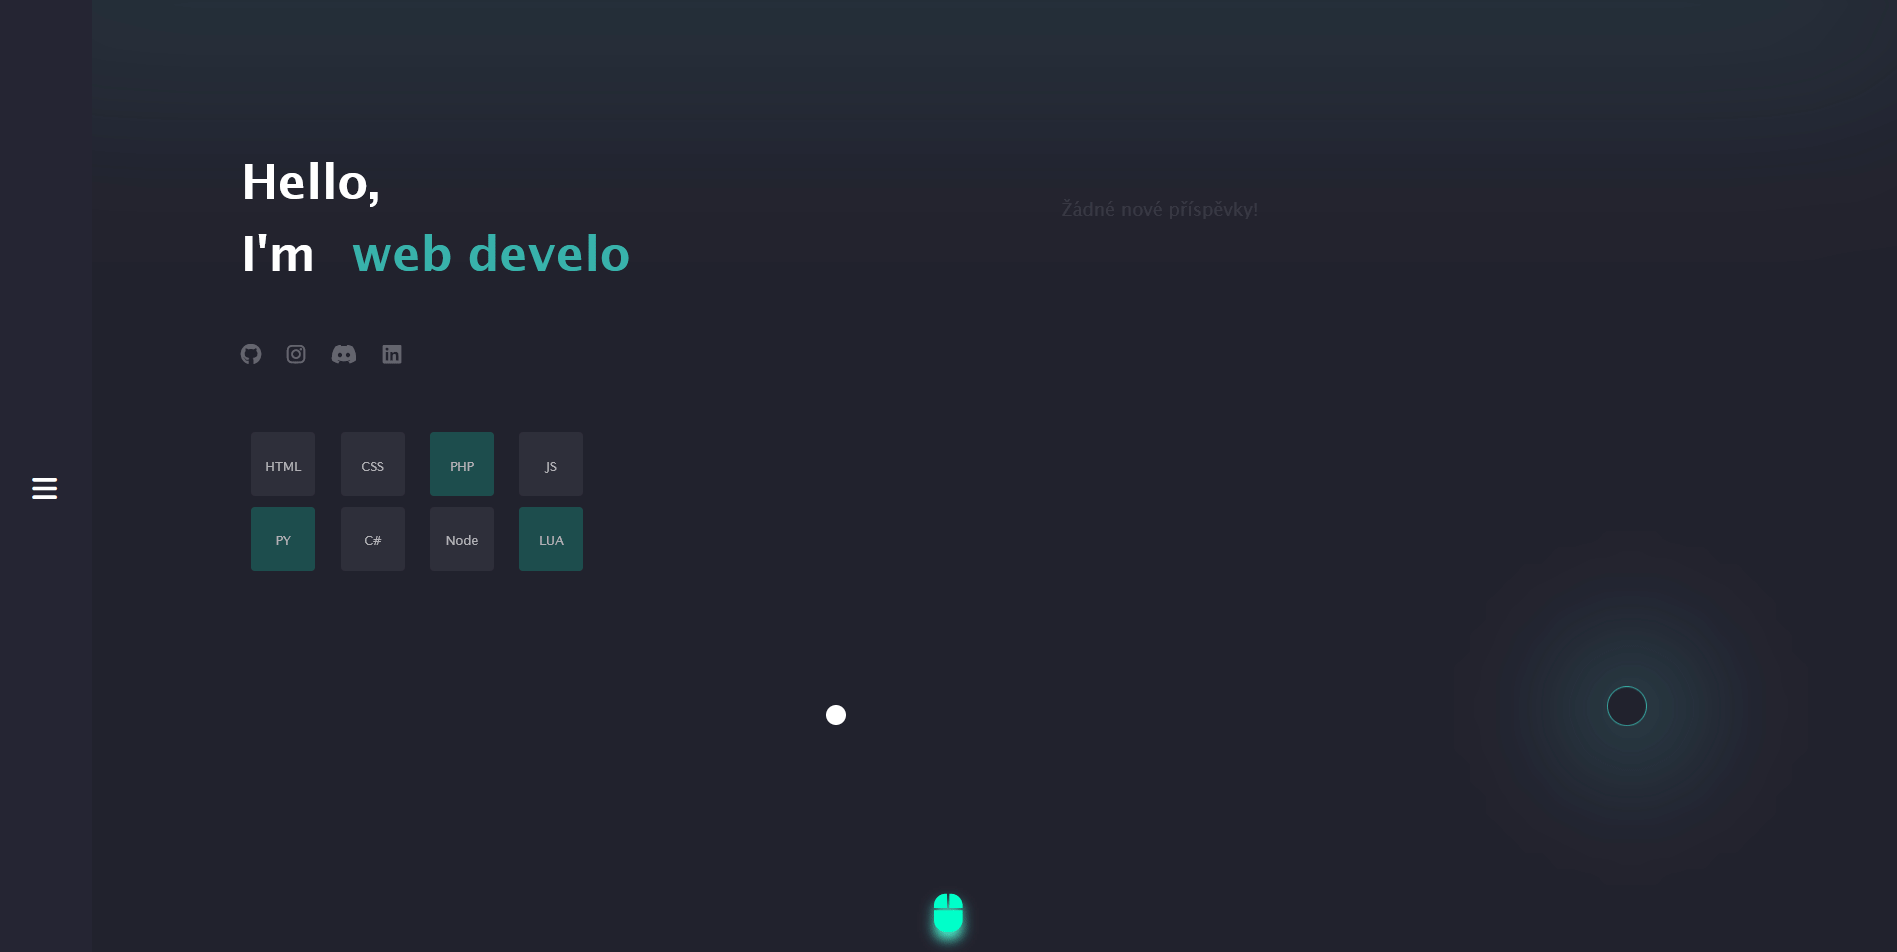 Hello,
I'm web develo
Žádné nové příspěvky!
HTML
CSS
PHP
JS
PY
C#
Node
LUA